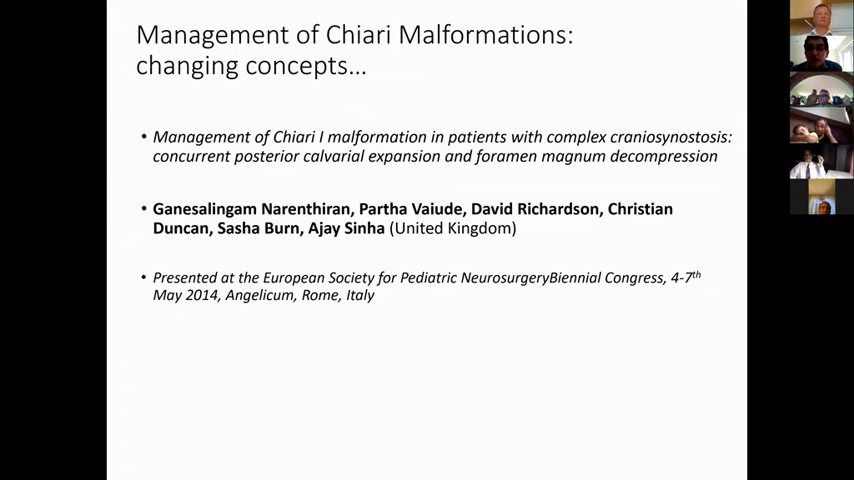 Management of Chiari Malformations:
changing concepts...
• Management of Chiari I malformation in patients with complex craniosynostosis:
concurrent posterior calvarial expansion and foramen magnum decompression
• Ganesalingam Narenthiran, Partha Vaiude, David Richardson, Christian
Duncan, Sasha Burn, Ajay Sinha (United Kingdom)
• Presented at the European Society for Pediatric NeurosurgeryBiennial Congress, 4-7th
May 2014, Angelicum, Rome, Italy